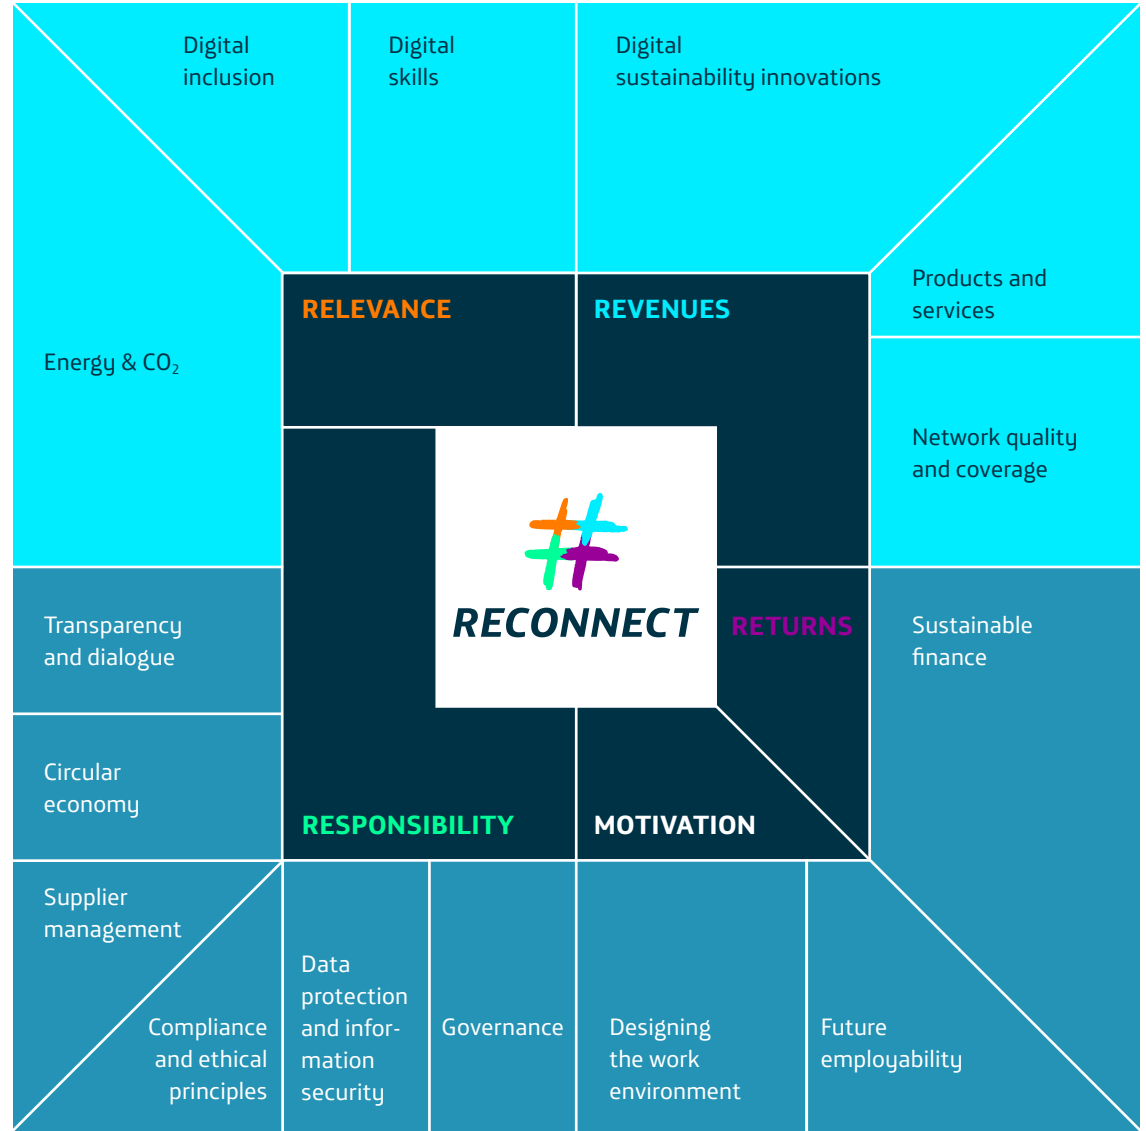 Digital
inclusion
Digital
skills
Digital
sustainability innovations
Products and
services
RELEVANCE
REVENUES
Energy & CO₂
Network quality
and coverage
RECONNECT
Transparency
and dialogue
RETURNS
Sustainable
finance
Circular
economy
RESPONSIBILITY
MOTIVATION
Supplier
management
Compliance
and ethical
principles
Data
protection
and infor-
mation
security
Governance
Designing
the work
environment
Future
employability